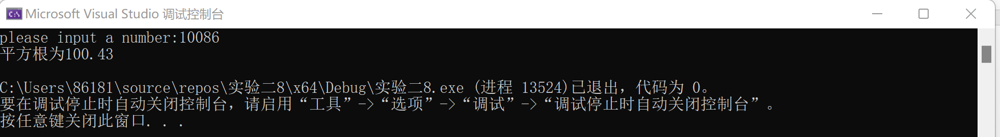 Microsoft Visual Studio 调试控制台
please input a number:10086
平方根为100.43
C:\Users\86181\source\repos\实验二8\x64\Debug\实验二8.exe (进程 13524)已退出，代码为 0。
要在调试停止时自动关闭控制台，请启用“工具”->“选项”->“调试”->“调试停止时自动关闭控制台”。
按任意键关闭此窗口. . .